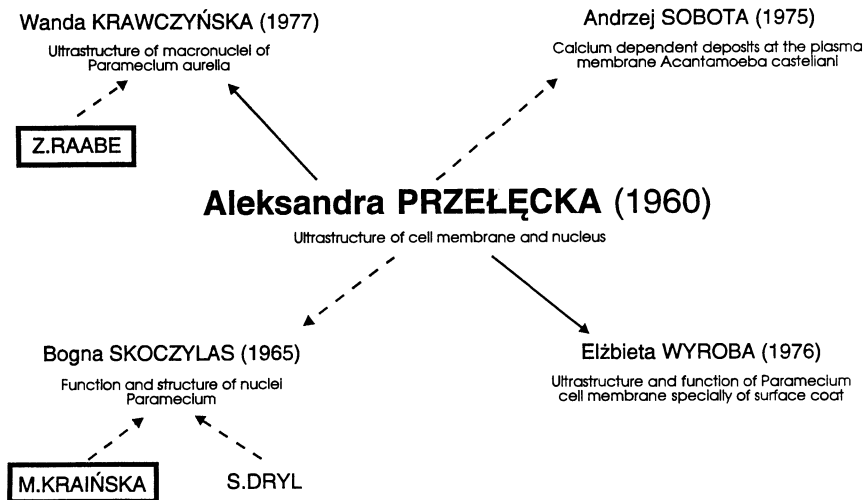 Wanda KRAWCZYŃSKA (1977)
Ultrastructure of macronuclei of
Paramecium aurelia
Andrzej SOBOTA (1975)
Calcium dependent deposits at the plasma
membrane Acantamoeba casteliani
Z.RAABE
Aleksandra PRZEŁĘCKA (1960)
Ultrastructure of cell membrane and nucleus
Bogna SKOCZYLAS (1965)
Function and structure of nuclei
Paramecium
Elżbieta WYROBA (1976)
Ultrastructure and function of Paramecium
cell membrane specially of surface coat
M.KRAIŃSKA
S.DRYL